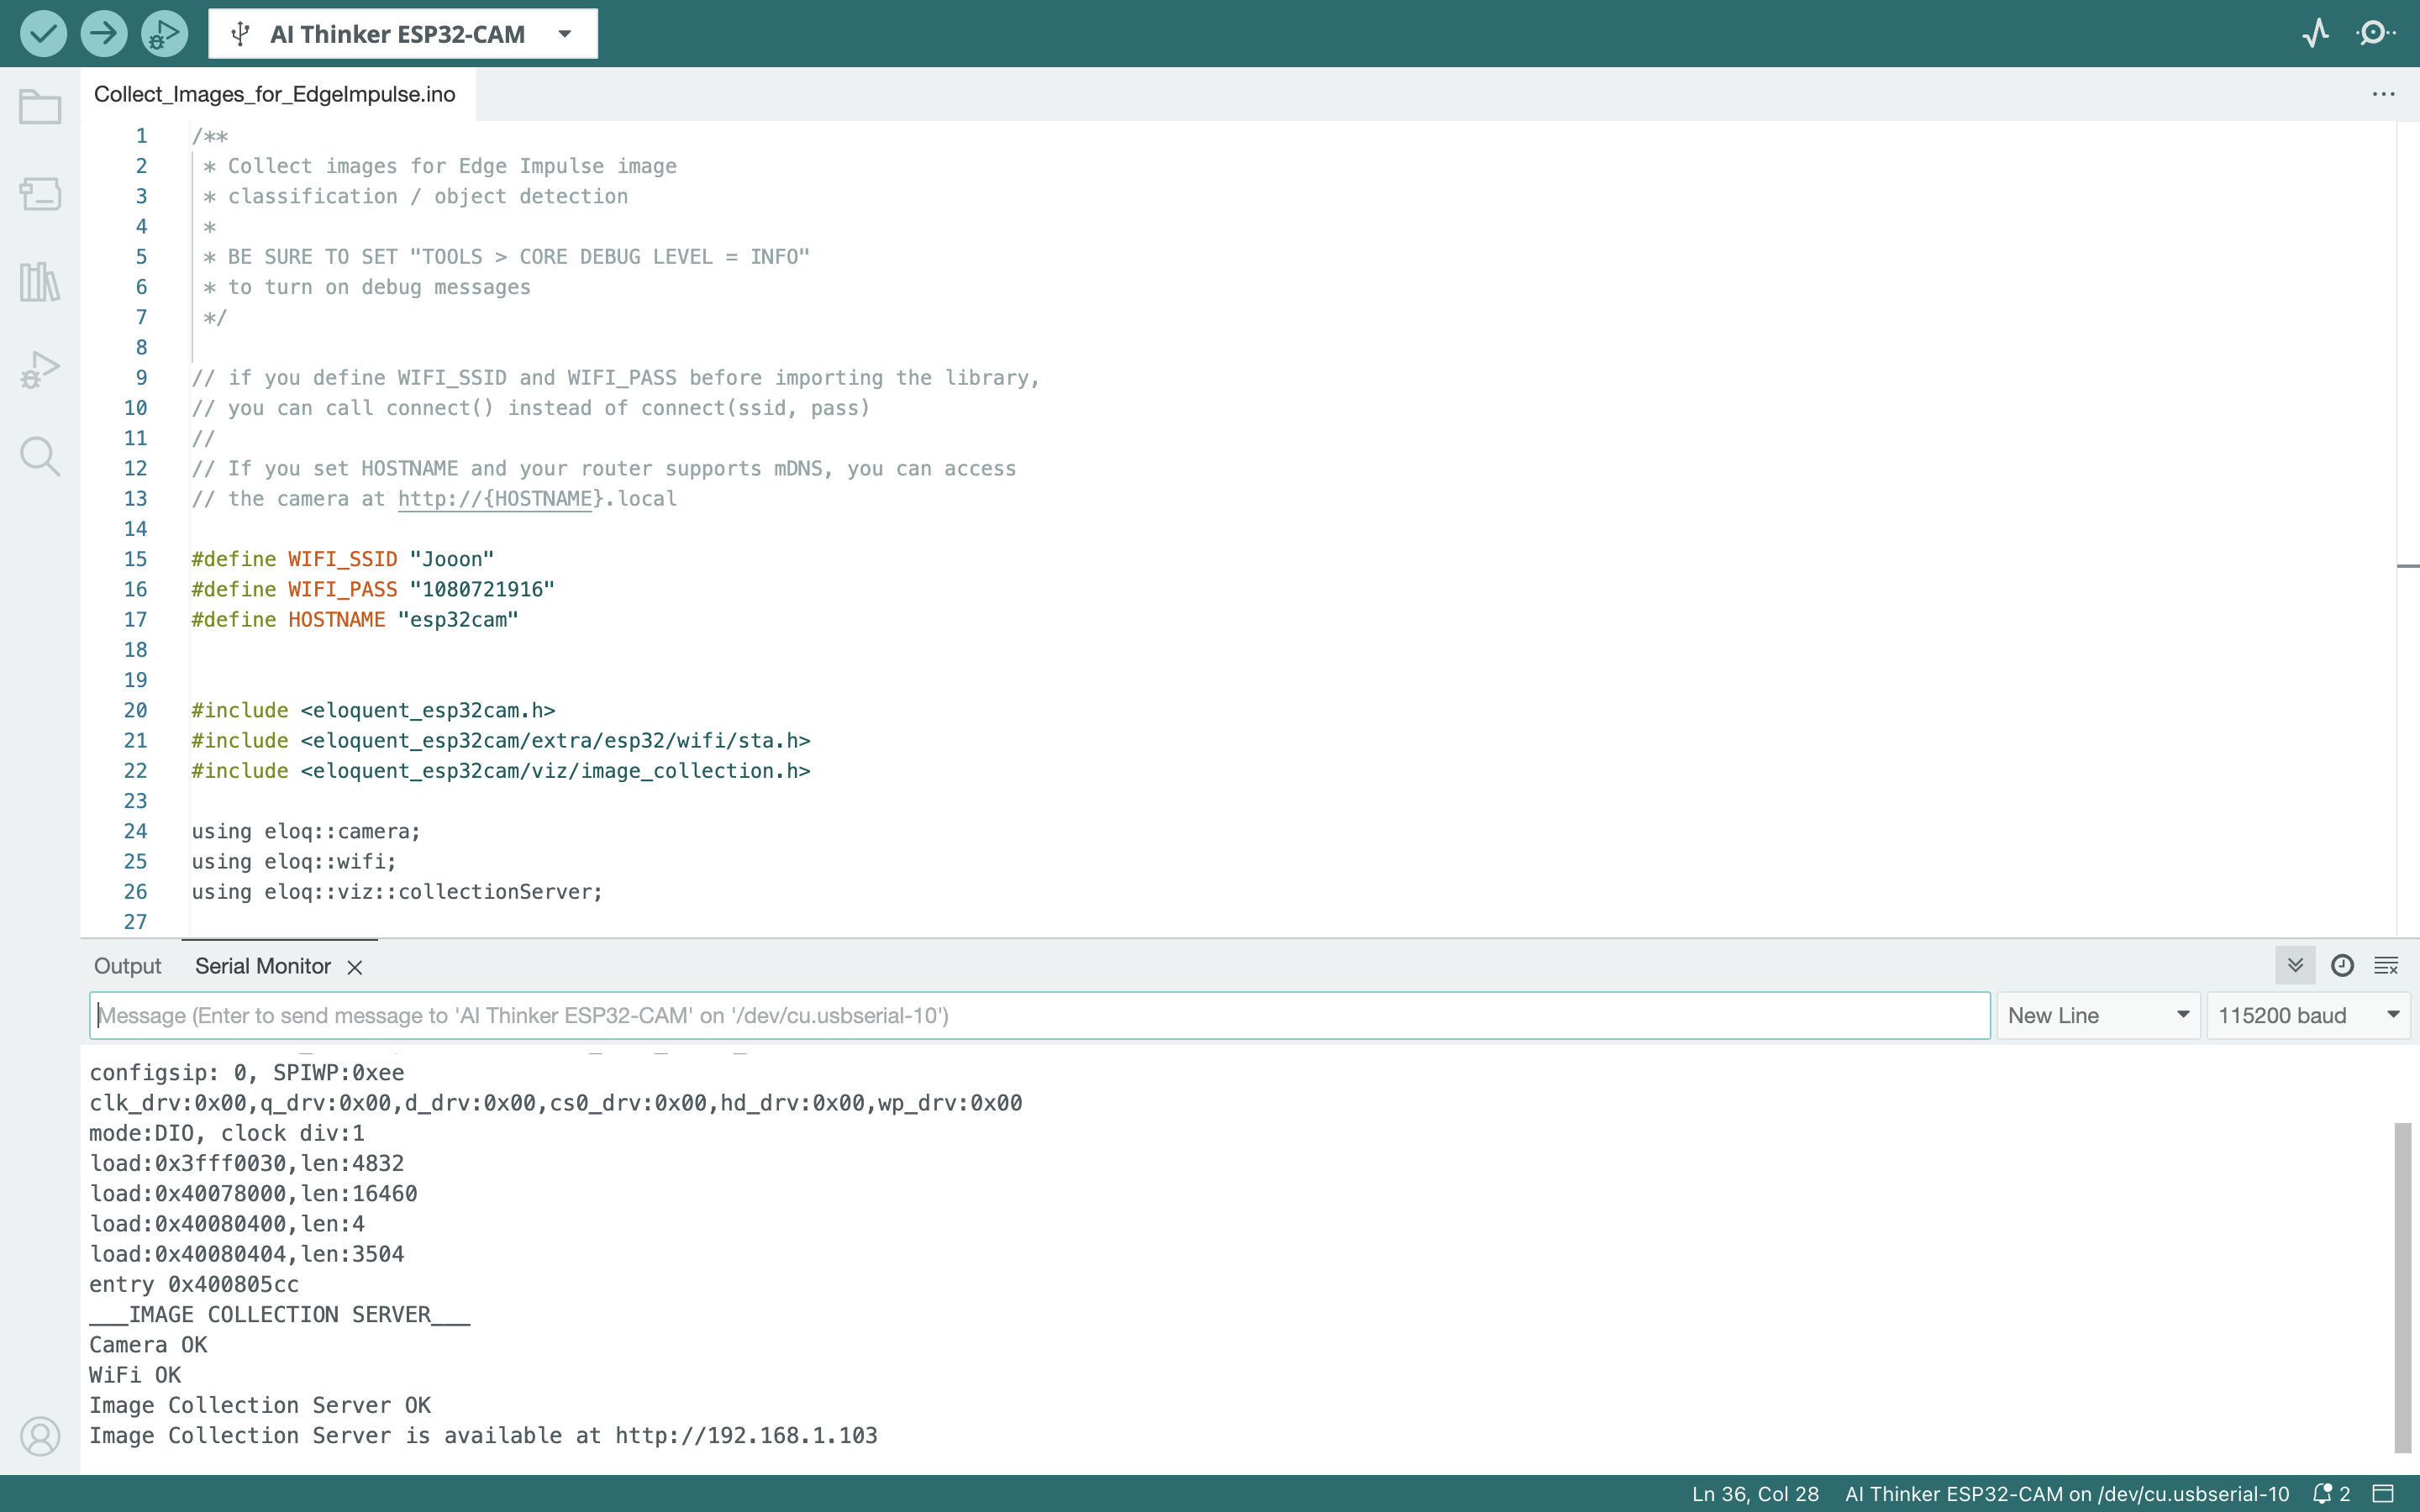 AI Thinker ESP32-CAM
Collect_Images_for_EdgeImpulse.ino
1 /**
2 * Collect images for Edge Impulse image
3 * classification / object detection
4 *
5 * BE SURE TO SET "TOOLS > CORE DEBUG LEVEL = INFO"
6 * to turn on debug messages
7 */
8
9 // if you define WIFI_SSID and WIFI_PASS before importing the library,
10 // you can call connect() instead of connect(ssid, pass)
11 //
12 // If you set HOSTNAME and your router supports mDNS, you can access
13 // the camera at http://{HOSTNAME}.local
14
15 #define WIFI_SSID "Jooon"
16 #define WIFI_PASS "1080721916"
17 #define HOSTNAME "esp32cam"
18
19
20 #include <eloquent_esp32cam.h>
21 #include <eloquent_esp32cam/extra/esp32/wifi/sta.h>
22 #include <eloquent_esp32cam/viz/image_collection.h>
23
24 using eloq::camera;
25 using eloq::wifi;
26 using eloq::viz::collectionServer;
27
Output Serial Monitor
Message (Enter to send message to 'AI Thinker ESP32-CAM' on '/dev/cu.usbserial-10') New Line 115200 baud
configsip: 0, SPIWP:0xee
clk_drv:0x00,q_drv:0x00,d_drv:0x00,cs0_drv:0x00,hd_drv:0x00,wp_drv:0x00
mode:DIO, clock div:1
load:0x3fff0030,len:4832
load:0x40078000,len:16460
load:0x40080400,len:4
load:0x40080404,len:3504
entry 0x400805cc
___IMAGE COLLECTION SERVER___
Camera OK
WiFi OK
Image Collection Server OK
Image Collection Server is available at http://192.168.1.103
Ln 36, Col 28 AI Thinker ESP32-CAM on /dev/cu.usbserial-10 2